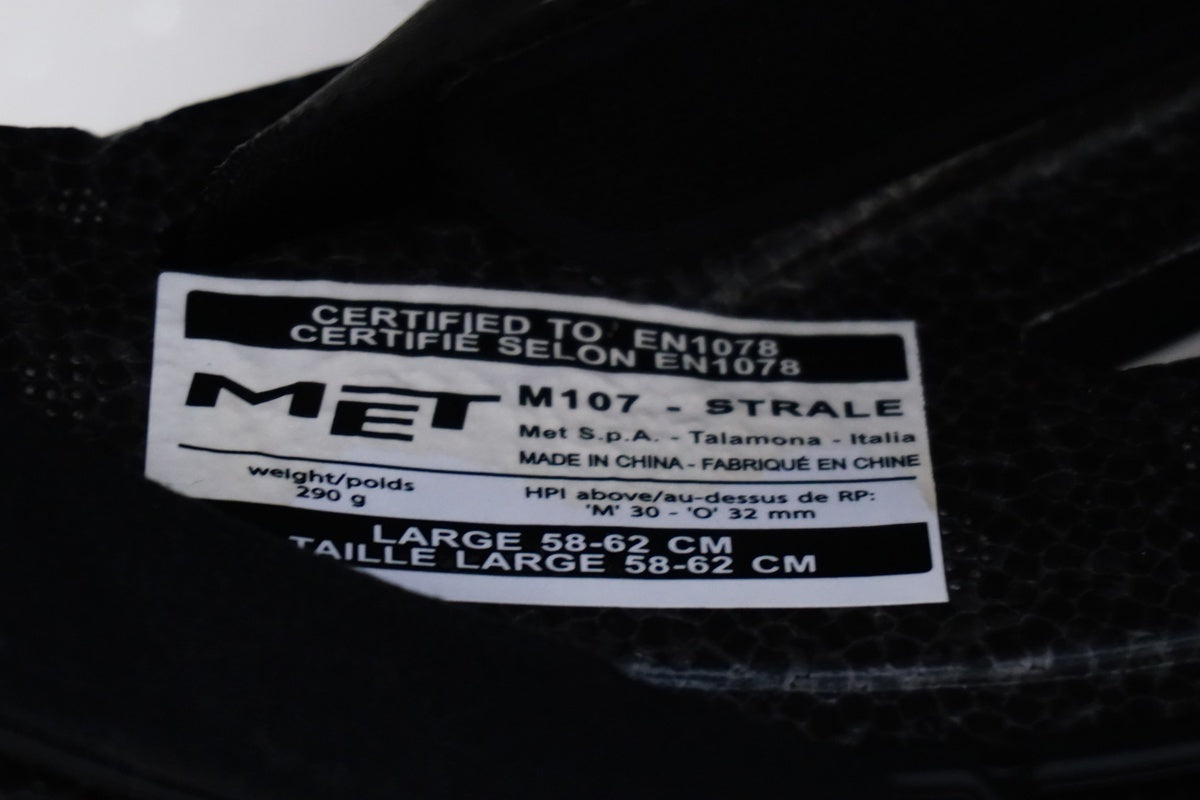 CERTIFIED TO EN1078
CERTIFIÉ SELON EN1078
MET
M107 - STRALE
Met S.p.A. - Talamona - Italia
MADE IN CHINA - FABRIQUÉ EN CHINE
weight/poids
290 g
HPI above/au-dessus de RP:
'M' 30 - 'O' 32 mm
LARGE 58-62 CM
TAILLE LARGE 58-62 CM